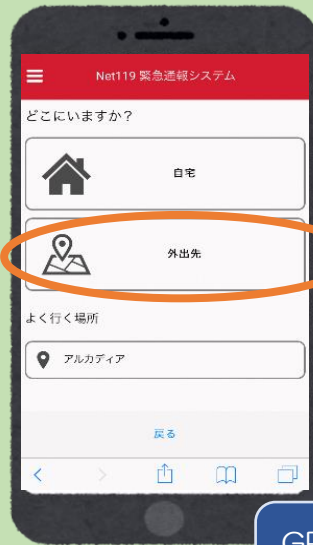 Net119 緊急通報システム
どこにいますか？
自宅
外出先
よく行く場所
アルカディア
戻る